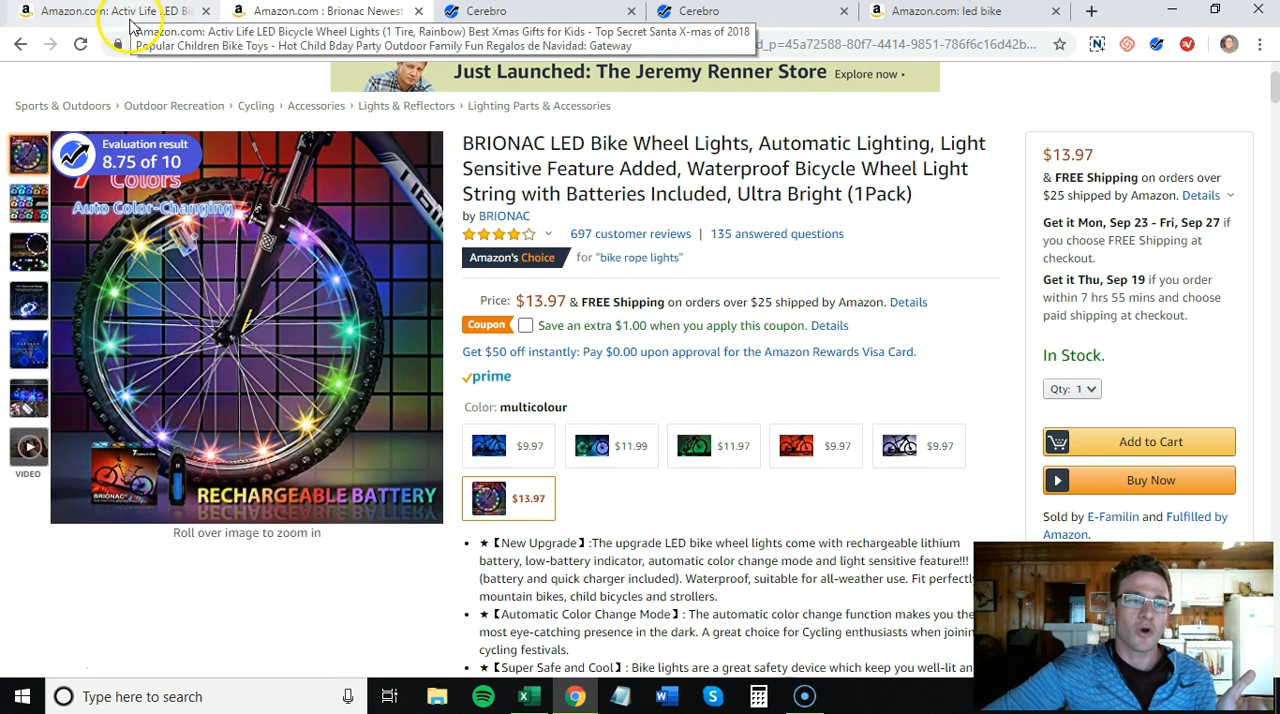 Amazon.com: Activ Life LED Bi
Amazon.com : Brionac Newest
Cerebro
Cerebro
Amazon.com: led bike
Amazon.com: Activ Life LED Bicycle Wheel Lights (1 Tire, Rainbow) Best Xmas Gifts for Kids - Top Secret Santa X-mas of 2018
Popular Children Bike Toys - Hot Child Bday Party Outdoor Family Fun Regalos de Navidad: Gateway
d_p=45a72588-80f7-4414-9851-786f6c16d42b...
Just Launched: The Jeremy Renner Store Explore now ▸
Sports & Outdoors › Outdoor Recreation › Cycling › Accessories › Lights & Reflectors › Lighting Parts & Accessories
Evaluation result
8.75 of 10
7 Colors
Auto Color-Changing
BRIONAC
RECHARGEABLE BATTERY
Roll over image to zoom in
VIDEO
BRIONAC LED Bike Wheel Lights, Automatic Lighting, Light
Sensitive Feature Added, Waterproof Bicycle Wheel Light
String with Batteries Included, Ultra Bright (1Pack)
by BRIONAC
697 customer reviews | 135 answered questions
Amazon's Choice for "bike rope lights"
Price: $13.97 & FREE Shipping on orders over $25 shipped by Amazon. Details
Coupon Save an extra $1.00 when you apply this coupon. Details
Get $50 off instantly: Pay $0.00 upon approval for the Amazon Rewards Visa Card.
prime
Color: multicolour
$9.97
$11.99
$11.97
$9.97
$9.97
$13.97
★【New Upgrade】:The upgrade LED bike wheel lights come with rechargeable lithium
battery, low-battery indicator, automatic color change mode and light sensitive feature!!!
(battery and quick charger included). Waterproof, suitable for all-weather use. Fit perfectly
mountain bikes, child bicycles and strollers.
★【Automatic Color Change Mode】: The automatic color change function makes you the
most eye-catching presence in the dark. A great choice for Cycling enthusiasts when joinin
cycling festivals.
★【Super Safe and Cool】: Bike lights are a great safety device which keep you well-lit an
$13.97
& FREE Shipping on orders over
$25 shipped by Amazon. Details
Get it Mon, Sep 23 - Fri, Sep 27 if
you choose FREE Shipping at
checkout.
Get it Thu, Sep 19 if you order
within 7 hrs 55 mins and choose
paid shipping at checkout.
In Stock.
Qty: 1
Add to Cart
Buy Now
Sold by E-Familin and Fulfilled by
Amazon.
Type here to search